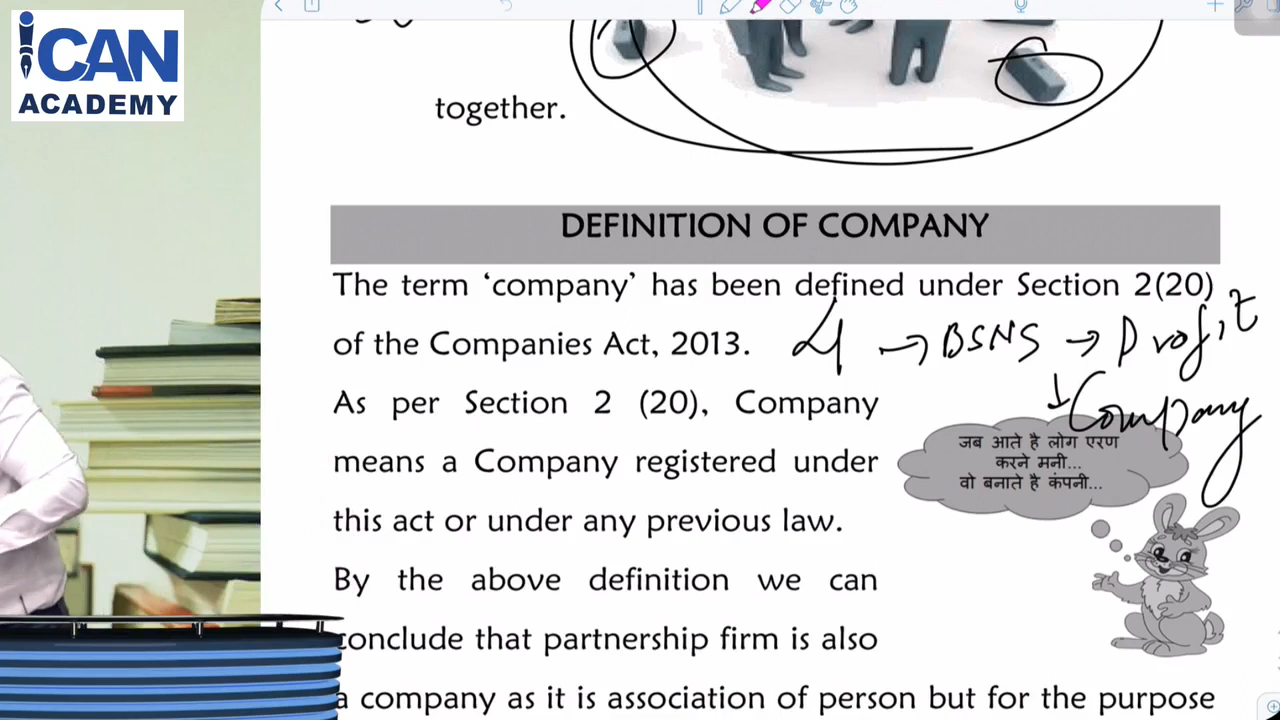 iCAN
ACADEMY
together.
DEFINITION OF COMPANY
The term ‘company’ has been defined under Section 2(20)
of the Companies Act, 2013.
→ BSNS → Profit
↓ Company
As per Section 2 (20), Company
means a Company registered under
this act or under any previous law.
जब आते है लोग एरण
करने मनी...
वो बनाते है कंपनी...
By the above definition we can
conclude that partnership firm is also
a company as it is association of person but for the purpose